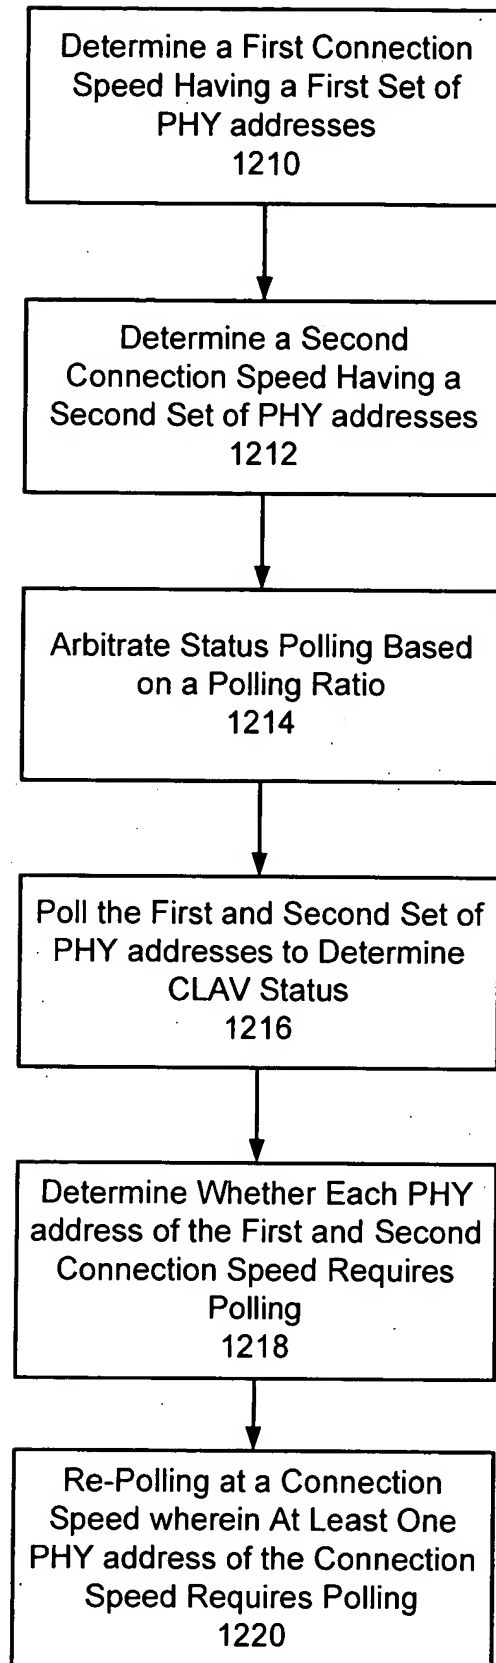 Determine a First Connection
Speed Having a First Set of
PHY addresses
1210
Determine a Second
Connection Speed Having a
Second Set of PHY addresses
1212
Arbitrate Status Polling Based
on a Polling Ratio
1214
Poll the First and Second Set of
PHY addresses to Determine
CLAV Status
1216
Determine Whether Each PHY
address of the First and Second
Connection Speed Requires
Polling
1218
Re-Polling at a Connection
Speed wherein At Least One
PHY address of the Connection
Speed Requires Polling
1220